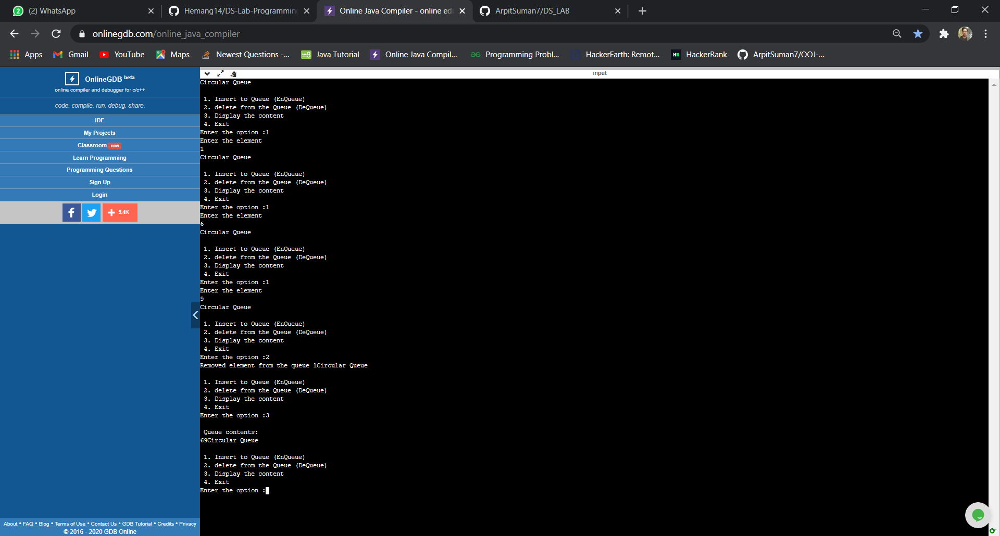 (2) WhatsApp
Hemang14/DS-Lab-Programming
Online Java Compiler - online edi
ArpitSuman7/DS_LAB
onlinegdb.com/online_java_compiler
Apps
Gmail
YouTube
Maps
Newest Questions -...
Java Tutorial
Online Java Compil...
Programming Probl...
HackerEarth: Remot...
HackerRank
ArpitSuman7/OOJ-...
OnlineGDB beta
online compiler and debugger for c/c++
code. compile. run. debug. share.
IDE
My Projects
Classroom new
Learn Programming
Programming Questions
Sign Up
Login
5.4K
About • FAQ • Blog • Terms of Use • Contact Us • GDB Tutorial • Credits • Privacy
© 2016 - 2020 GDB Online
input
Circular Queue
1. Insert to Queue (EnQueue)
2. delete from the Queue (DeQueue)
3. Display the content
4. Exit
Enter the option :1
Enter the element
1
Circular Queue
1. Insert to Queue (EnQueue)
2. delete from the Queue (DeQueue)
3. Display the content
4. Exit
Enter the option :1
Enter the element
6
Circular Queue
1. Insert to Queue (EnQueue)
2. delete from the Queue (DeQueue)
3. Display the content
4. Exit
Enter the option :1
Enter the element
9
Circular Queue
1. Insert to Queue (EnQueue)
2. delete from the Queue (DeQueue)
3. Display the content
4. Exit
Enter the option :2
Removed element from the queue 1Circular Queue
1. Insert to Queue (EnQueue)
2. delete from the Queue (DeQueue)
3. Display the content
4. Exit
Enter the option :3
Queue contents:
69Circular Queue
1. Insert to Queue (EnQueue)
2. delete from the Queue (DeQueue)
3. Display the content
4. Exit
Enter the option :